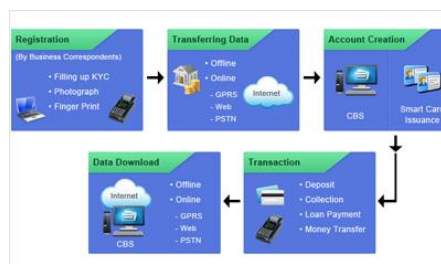 Registration
(By Business Correspondents)
• Filling up KYC
• Photograph
• Finger Print
Transferring Data
• Offline
• Online
- GPRS
- Web
- PSTN
Internet
Account Creation
CBS
Smart Card
Issuance
Data Download
Internet
CBS
• Offline
• Online
- GPRS
- Web
- PSTN
Transaction
• Deposit
• Collection
• Loan Payment
• Money Transfer